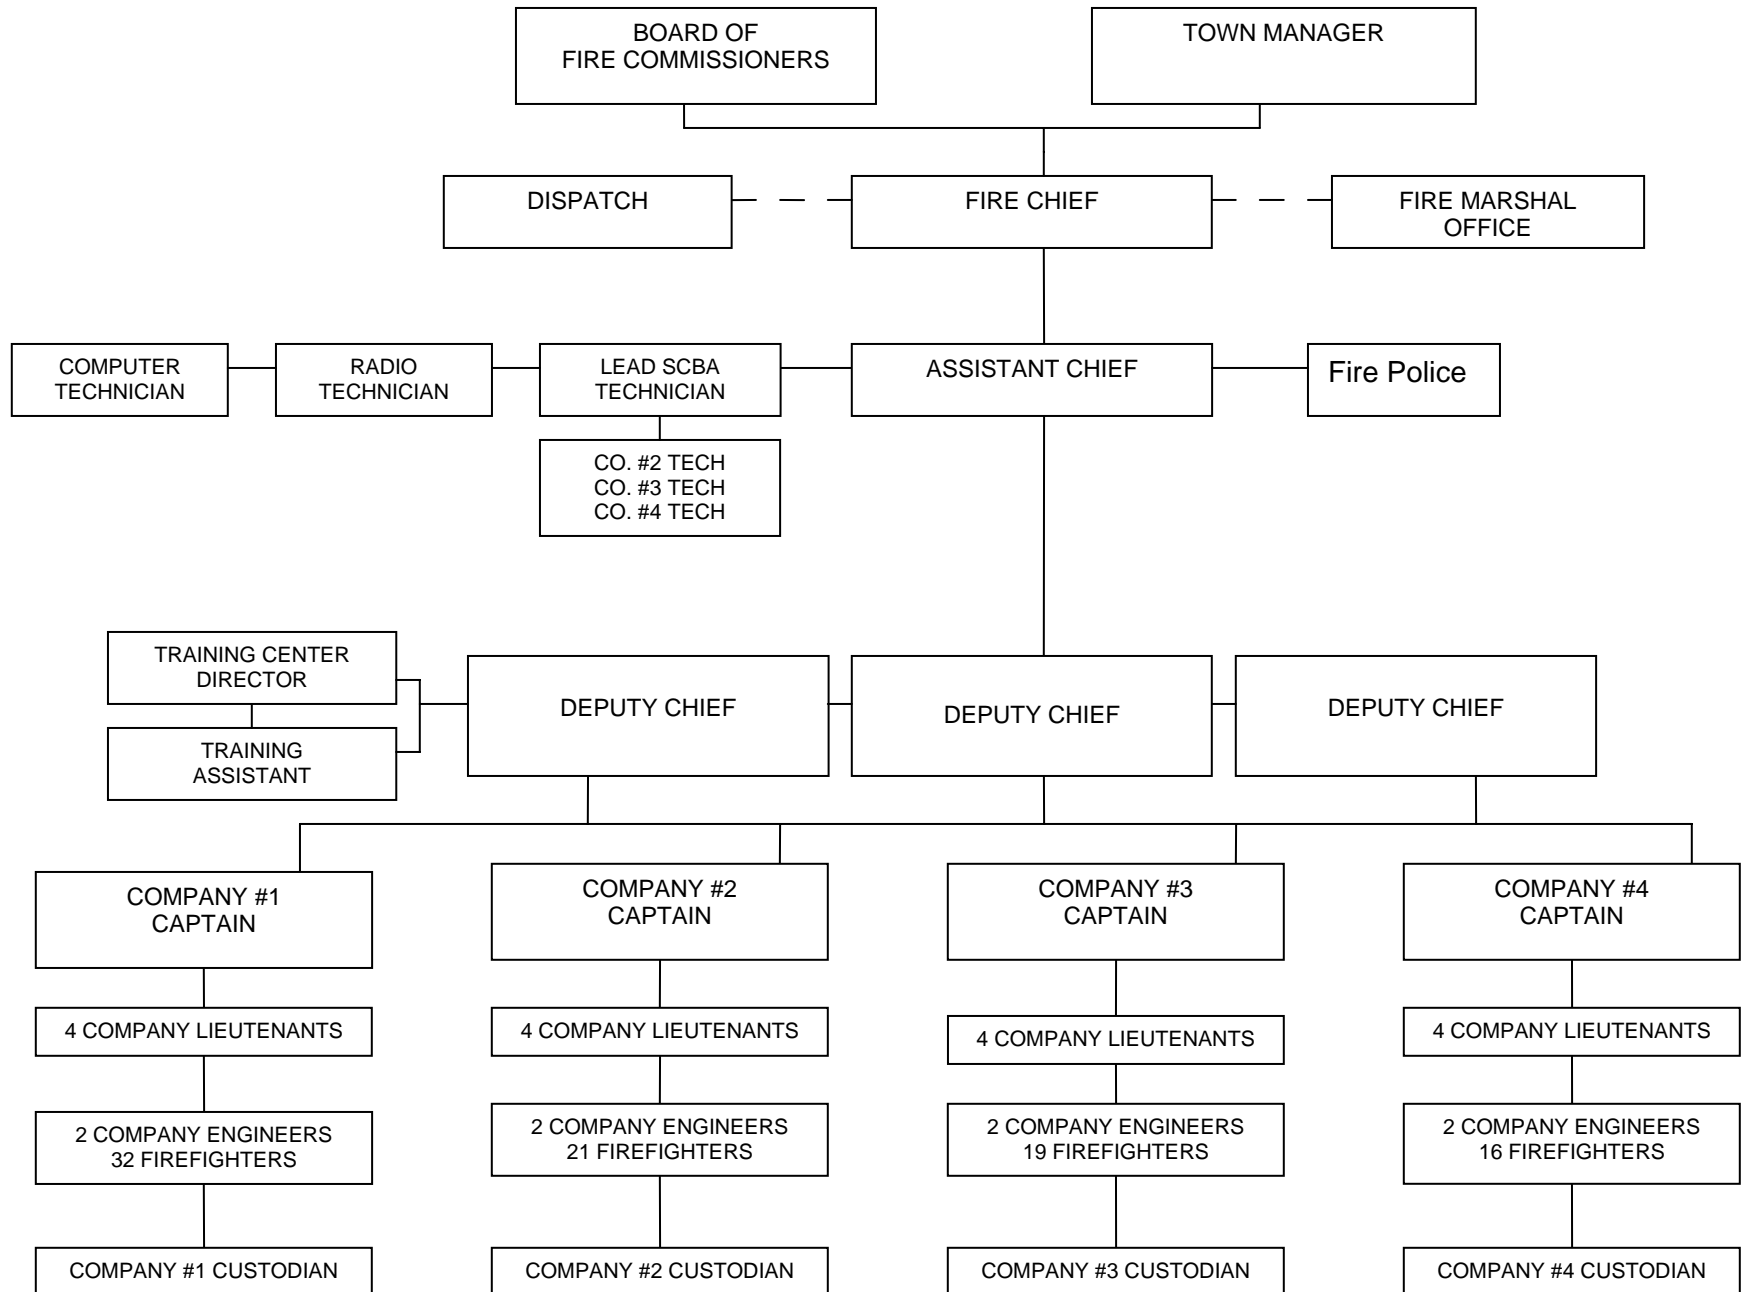 BOARD OF
FIRE COMMISSIONERS
TOWN MANAGER
DISPATCH
FIRE CHIEF
FIRE MARSHAL
OFFICE
COMPUTER
TECHNICIAN
RADIO
TECHNICIAN
LEAD SCBA
TECHNICIAN
ASSISTANT CHIEF
Fire Police
CO. #2 TECH
CO. #3 TECH
CO. #4 TECH
TRAINING CENTER
DIRECTOR
TRAINING
ASSISTANT
DEPUTY CHIEF
DEPUTY CHIEF
DEPUTY CHIEF
COMPANY #1
CAPTAIN
COMPANY #2
CAPTAIN
COMPANY #3
CAPTAIN
COMPANY #4
CAPTAIN
4 COMPANY LIEUTENANTS
4 COMPANY LIEUTENANTS
4 COMPANY LIEUTENANTS
4 COMPANY LIEUTENANTS
2 COMPANY ENGINEERS
32 FIREFIGHTERS
2 COMPANY ENGINEERS
21 FIREFIGHTERS
2 COMPANY ENGINEERS
19 FIREFIGHTERS
2 COMPANY ENGINEERS
16 FIREFIGHTERS
COMPANY #1 CUSTODIAN
COMPANY #2 CUSTODIAN
COMPANY #3 CUSTODIAN
COMPANY #4 CUSTODIAN